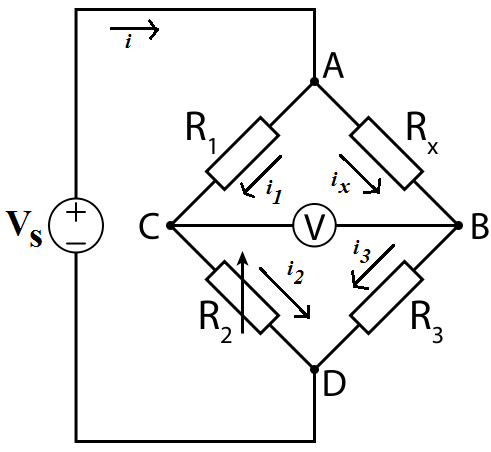 i
A
R1
Rx
i1
ix
+
Vs
−
C
V
B
i2
i3
R2
R3
D